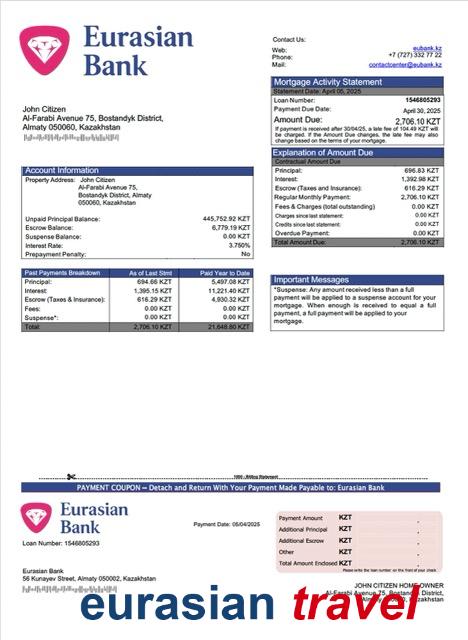 Eurasian
Bank
Contact Us:
Web: eubank.kz
Phone: +7 (727) 332 77 22
Mail: contactcenter@eubank.kz
Mortgage Activity Statement
Statement Date: April 05, 2025
Loan Number: 1546805293
Payment Due Date: April 30, 2025
Amount Due: 2,706.10 KZT
If payment is received after 30/04/25, a late fee of 104.49 KZT will
be charged. If the Amount Due changes, the late fee may also
change based on the terms of your mortgage.
John Citizen
Al-Farabi Avenue 75, Bostandyk District,
Almaty 050060, Kazakhstan
Explanation of Amount Due
Contractual Amount Due
Principal: 696.83 KZT
Interest: 1,392.98 KZT
Escrow (Taxes and Insurance): 616.29 KZT
Regular Monthly Payment: 2,706.10 KZT
Fees & Charges (total outstanding) 0.00 KZT
Charges since last statement: 0.00 KZT
Credits since last statement: 0.00 KZT
Overdue Payment: 0.00 KZT
Total Amount Due: 2,706.10 KZT
Account Information
Property Address: John Citizen
Al-Farabi Avenue 75,
Bostandyk District, Almaty
050060, Kazakhstan
Unpaid Principal Balance: 445,752.92 KZT
Escrow Balance: 6,779.19 KZT
Suspense Balance: 0.00 KZT
Interest Rate: 3.750%
Prepayment Penalty: No
Past Payments Breakdown As of Last Stmt Paid Year to Date
Principal: 694.66 KZT 5,497.08 KZT
Interest: 1,395.15 KZT 11,221.40 KZT
Escrow (Taxes & Insurance): 616.29 KZT 4,930.32 KZT
Fees: 0.00 KZT 0.00 KZT
Suspense*: 0.00 KZT 0.00 KZT
Total: 2,706.10 KZT 21,648.80 KZT
Important Messages
*Suspense: Any amount received less than a full
payment will be applied to a suspense account for your
mortgage. When enough is received to equal a full
payment, a full payment will be applied to your
mortgage.
1000 - Billing Statement
PAYMENT COUPON – Detach and Return With Your Payment Made Payable to: Eurasian Bank
Eurasian
Bank
Loan Number: 1546805293
Payment Date: 05/04/2025
Payment Amount KZT .
Additional Principal KZT .
Additional Escrow KZT .
Other KZT .
Total Amount Enclosed KZT .
Please write the loan number on the front of your check
Eurasian Bank
56 Kunayev Street, Almaty 050002, Kazakhstan
JOHN CITIZEN HOMEOWNER
Al-Farabi Avenue 75, Bostandyk District,
Almaty 050060, Kazakhstan
eurasian travel